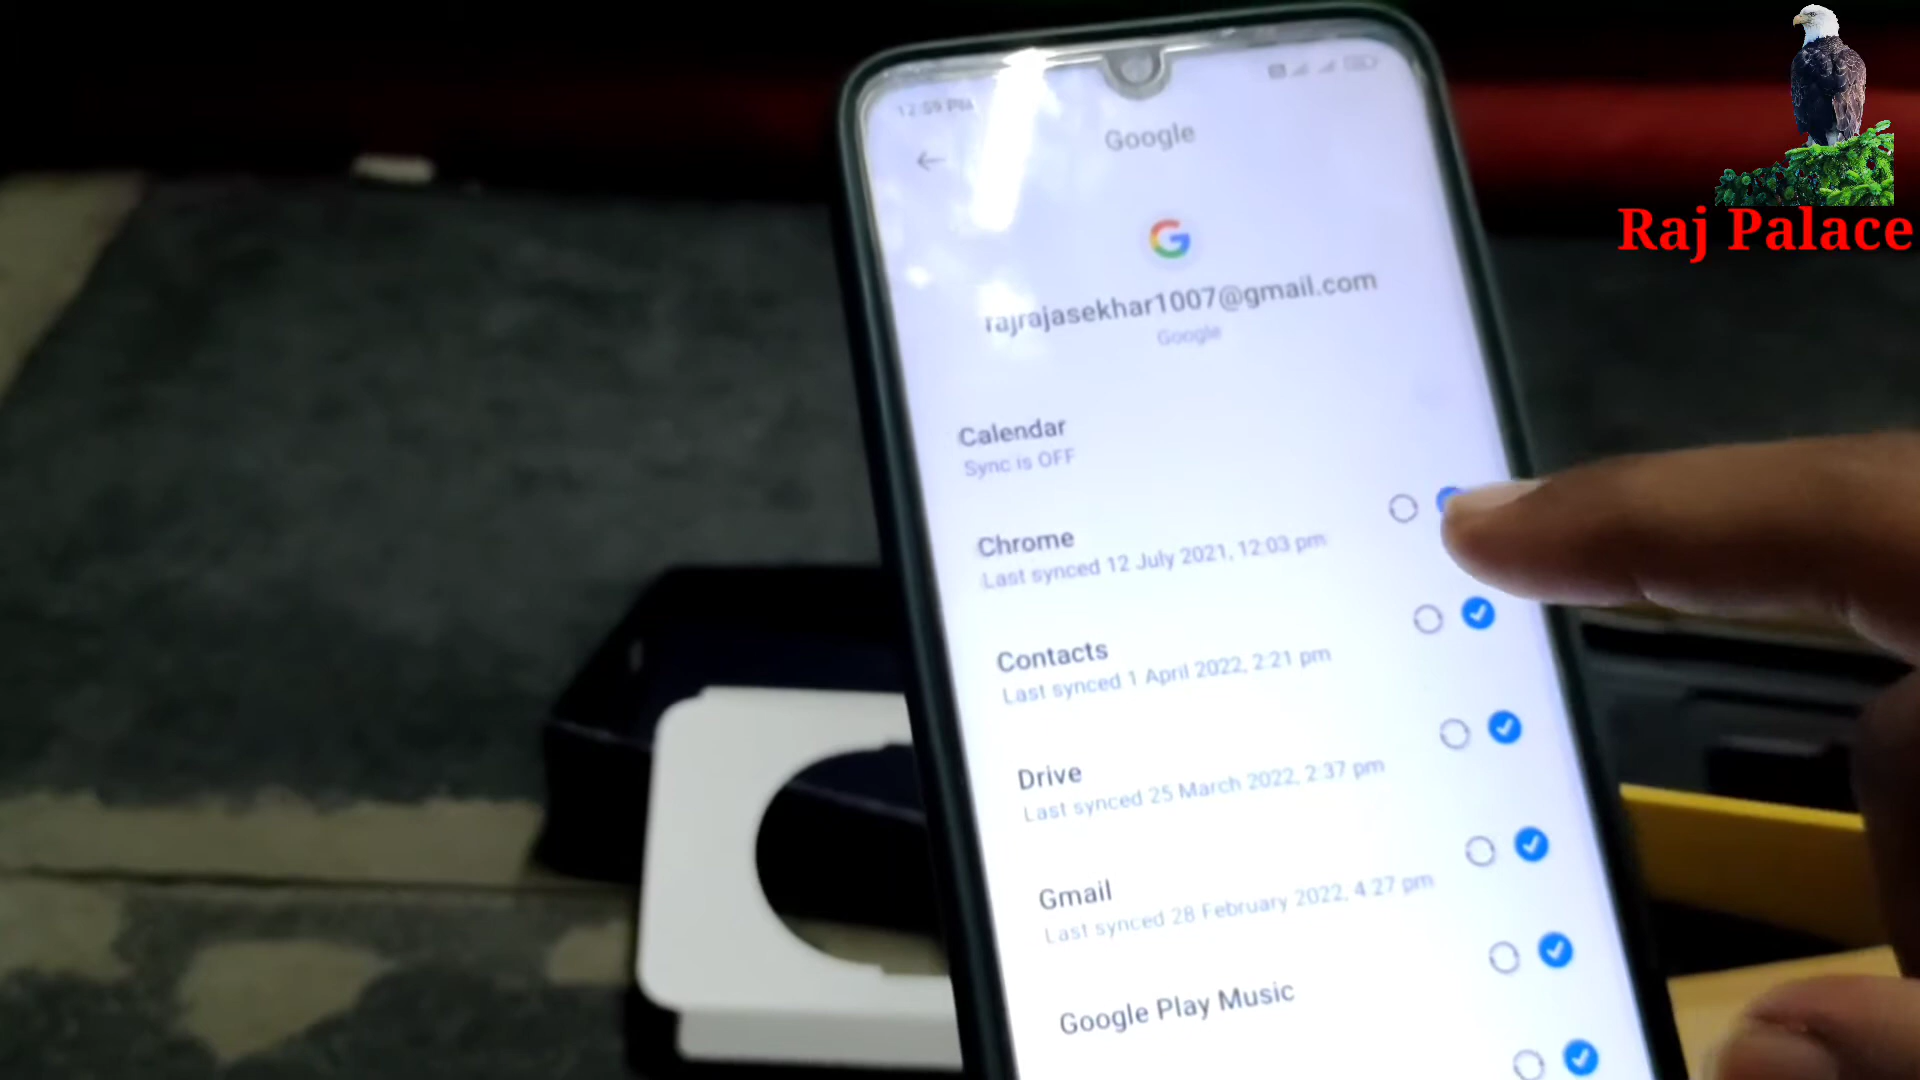 12:59 PM
Google
Raj Palace
rajrajasekhar1007@gmail.com
Google
Calendar
Sync is OFF
Chrome
Last synced 12 July 2021, 12:03 pm
Contacts
Last synced 1 April 2022, 2:21 pm
Drive
Last synced 25 March 2022, 2:37 pm
Gmail
Last synced 28 February 2022, 4:27 pm
Google Play Music